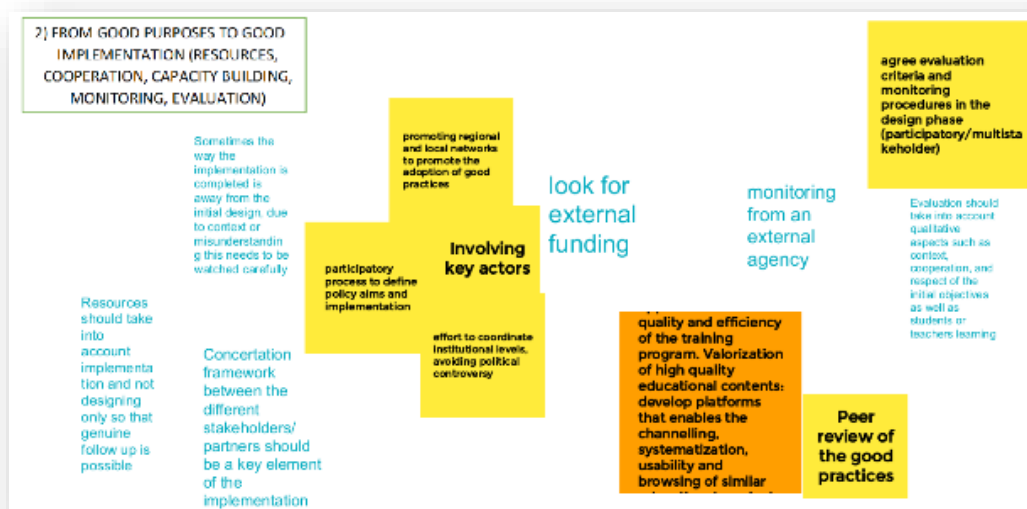 2) FROM GOOD PURPOSES TO GOOD
IMPLEMENTATION (RESOURCES,
COOPERATION, CAPACITY BUILDING,
MONITORING, EVALUATION)
Sometimes the
way the
implementation is
completed is
away from the
initial design, due
to context or
misunderstandin
g this needs to be
watched carefully
promoting regional
and local networks
to promote the
adoption of good
practices
Involving
key actors
participatory
process to define
policy aims and
implementation
effort to coordinate
institutional levels,
avoiding political
controversy
look for
external
funding
monitoring
from an
external
agency
agree evaluation
criteria and
monitoring
procedures in the
design phase
(participatory/multista
keholder)
Evaluation should
take into account
qualitative
aspects such as
context,
cooperation, and
respect of the
initial objectives
as well as
students or
teachers learning
Resources
should take
into
account
implementa
tion and not
designing
only so that
genuine
follow up is
possible
Concertation
framework
between the
different
stakeholders/
partners should
be a key element
of the
implementation
quality and efficiency
of the training
program. Valorization
of high quality
educational contents:
develop platforms
that enables the
channelling,
systematization,
usability and
browsing of similar
Peer
review of
the good
practices